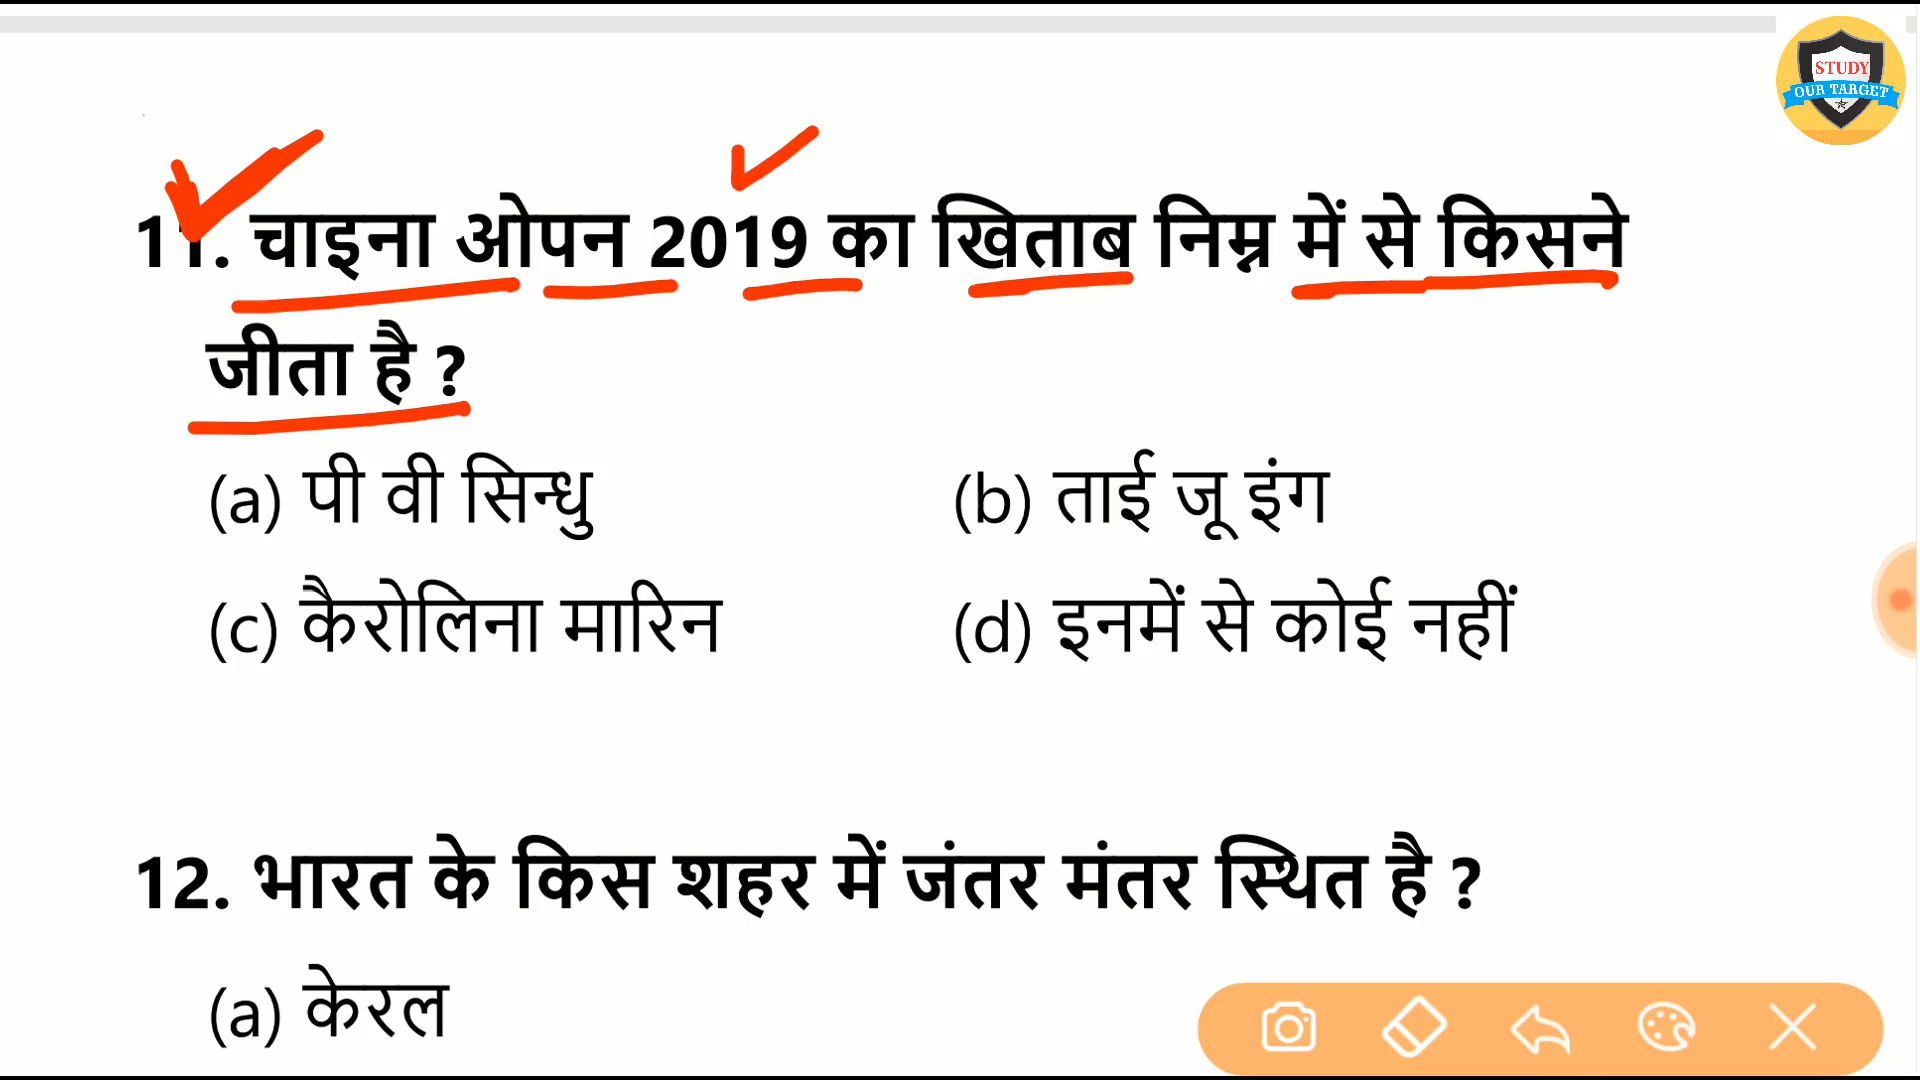 STUDY
OUR TARGET
11. चाइना ओपन 2019 का खिताब निम्न में से किसने
जीता है ?
(a) पी वी सिन्धु (b) ताई जू इंग
(c) कैरोलिना मारिन (d) इनमें से कोई नहीं
12. भारत के किस शहर में जंतर मंतर स्थित है ?
(a) केरल